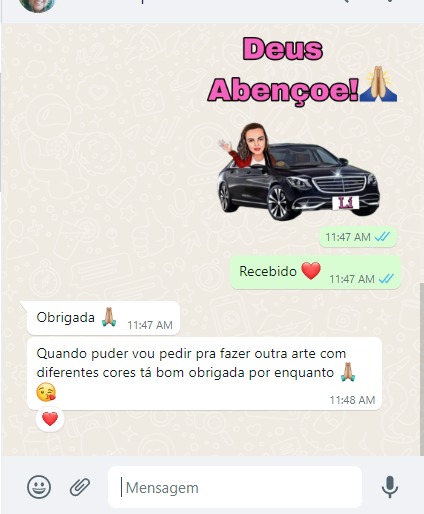 Deus
Abençoe!🙏🏼
11:47 AM
Recebido ❤️
11:47 AM
Obrigada 🙏🏼
11:47 AM
Quando puder vou pedir pra fazer outra arte com
diferentes cores tá bom obrigada por enquanto 🙏🏼
😘
11:48 AM
❤️
Mensagem